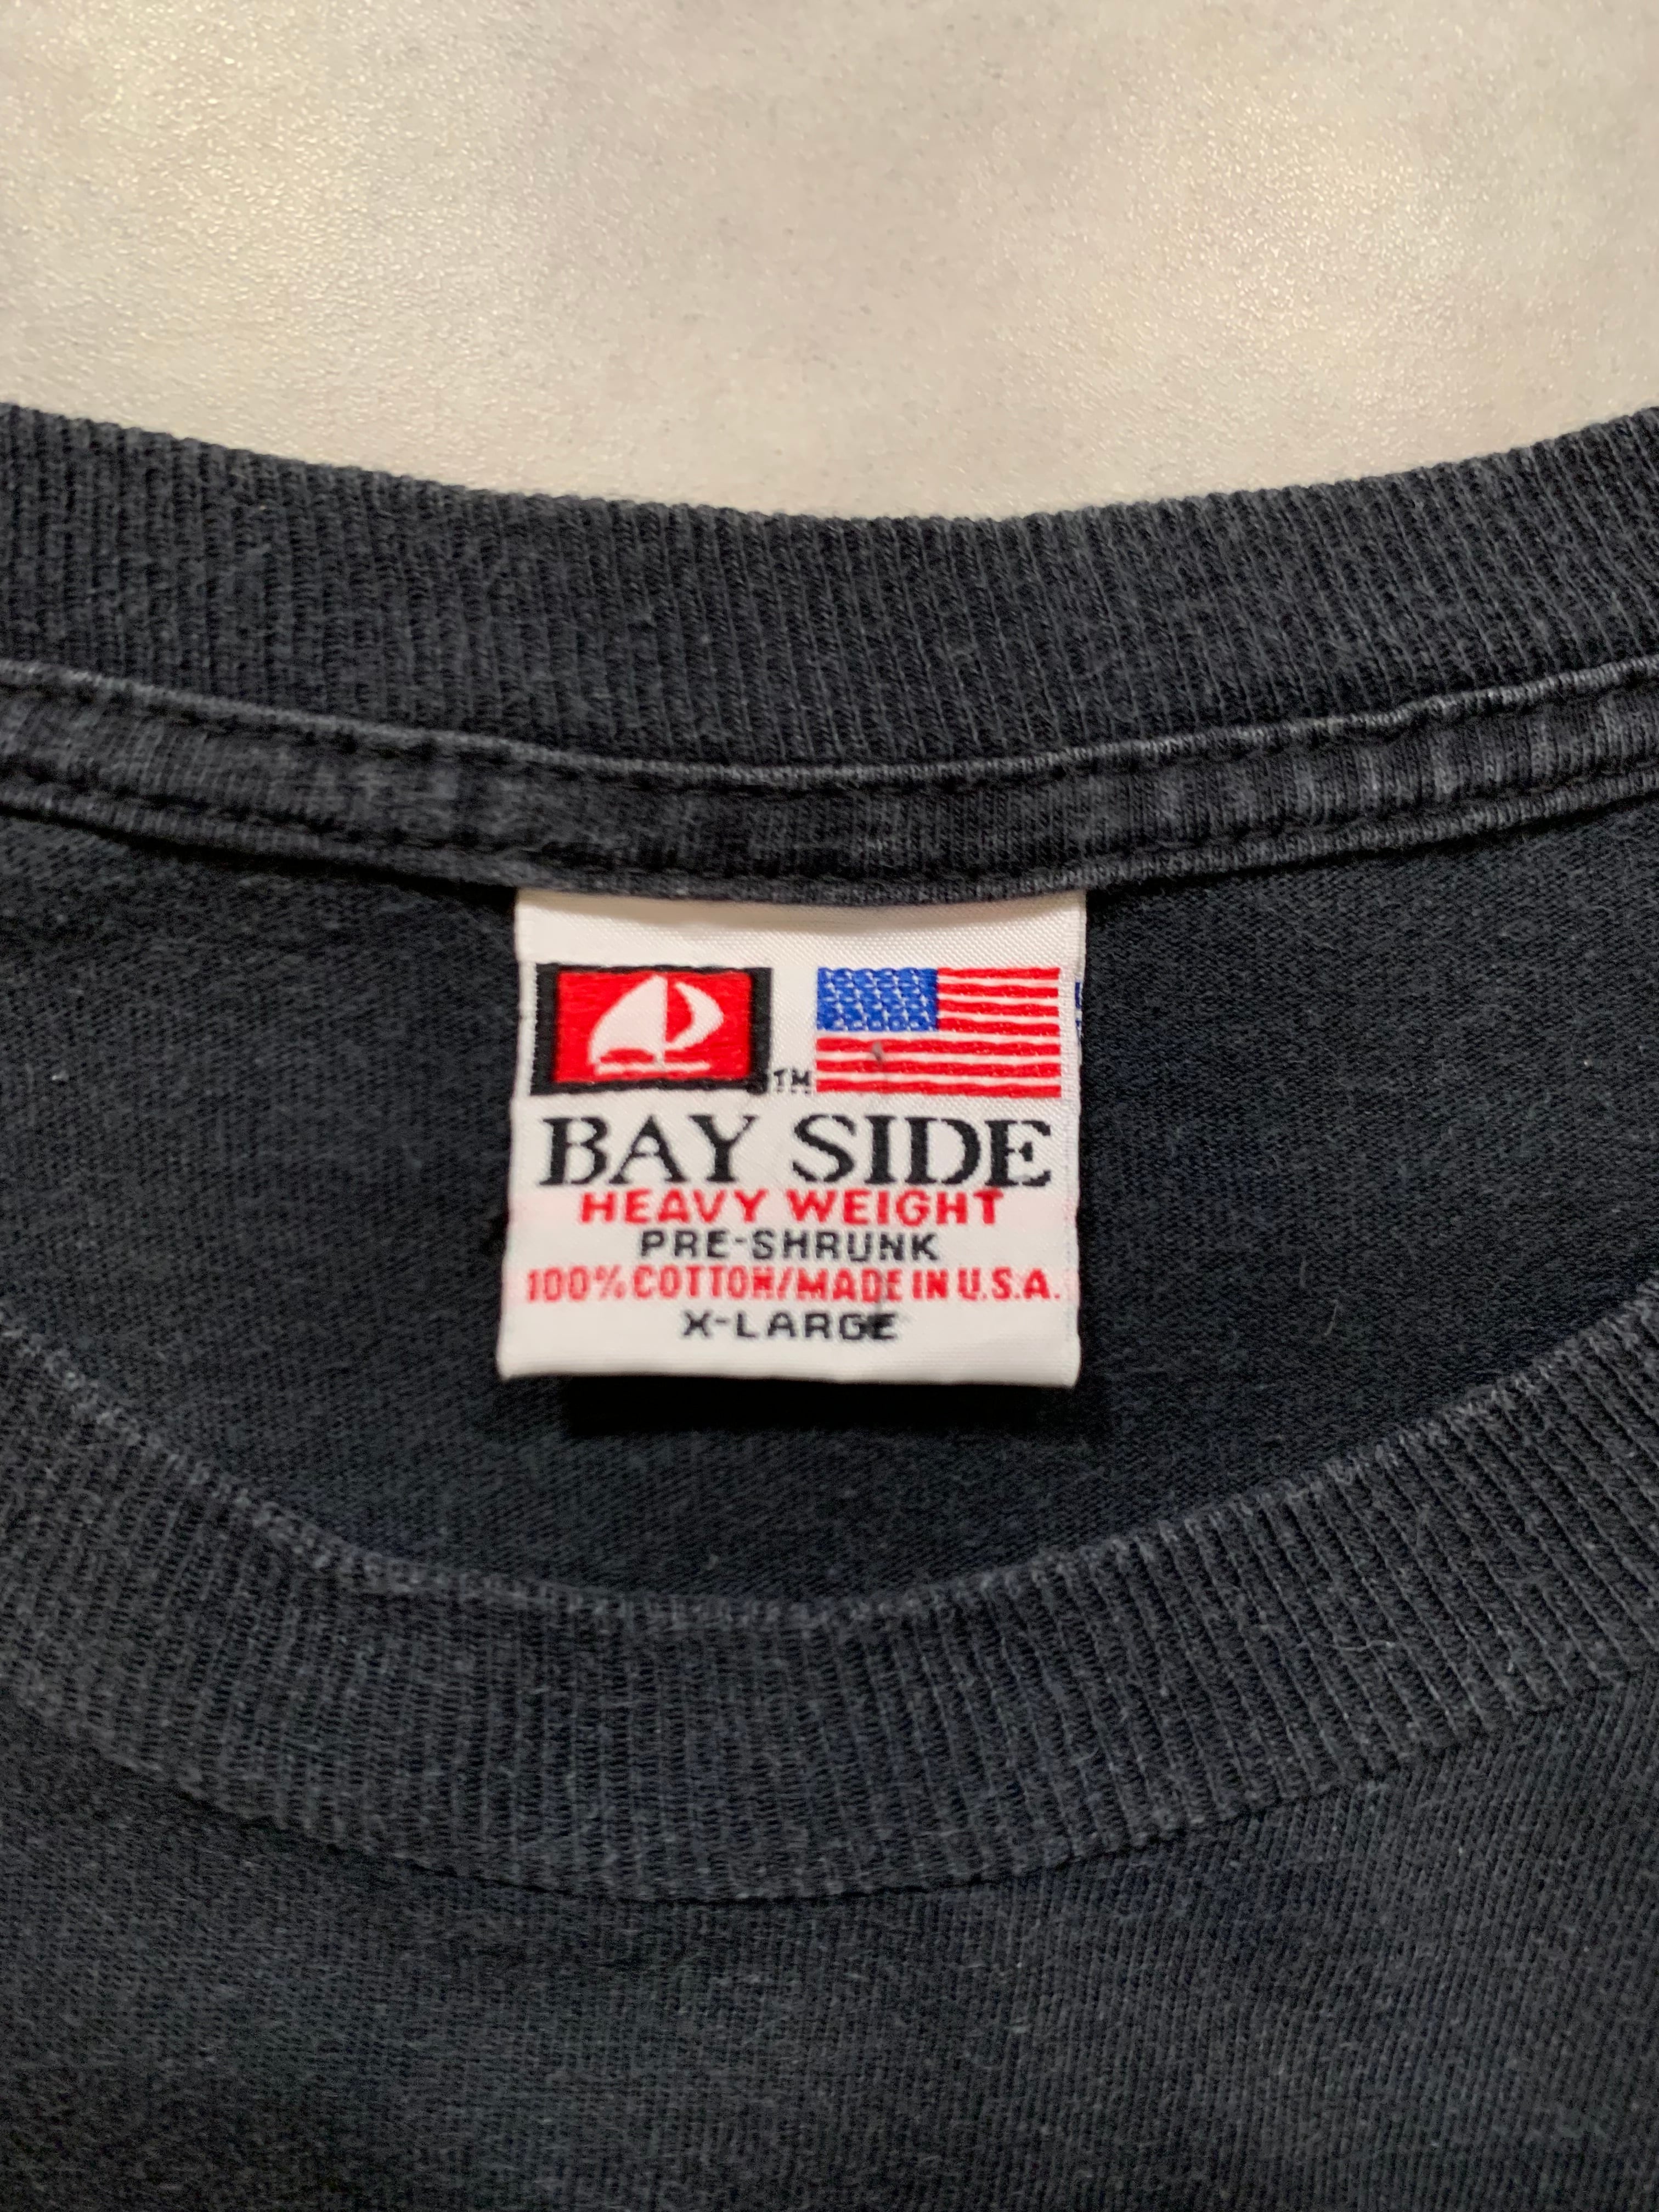 TM
BAY SIDE
HEAVY WEIGHT
PRE-SHRUNK
100% COTTON/MADE IN U.S.A.
X-LARGE